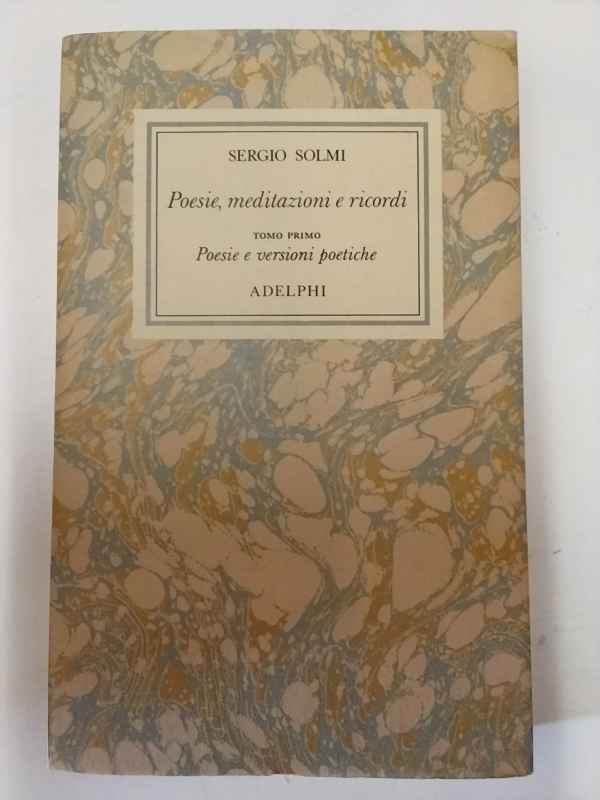 SERGIO SOLMI
Poesie, meditazioni e ricordi
TOMO PRIMO
Poesie e versioni poetiche
ADELPHI